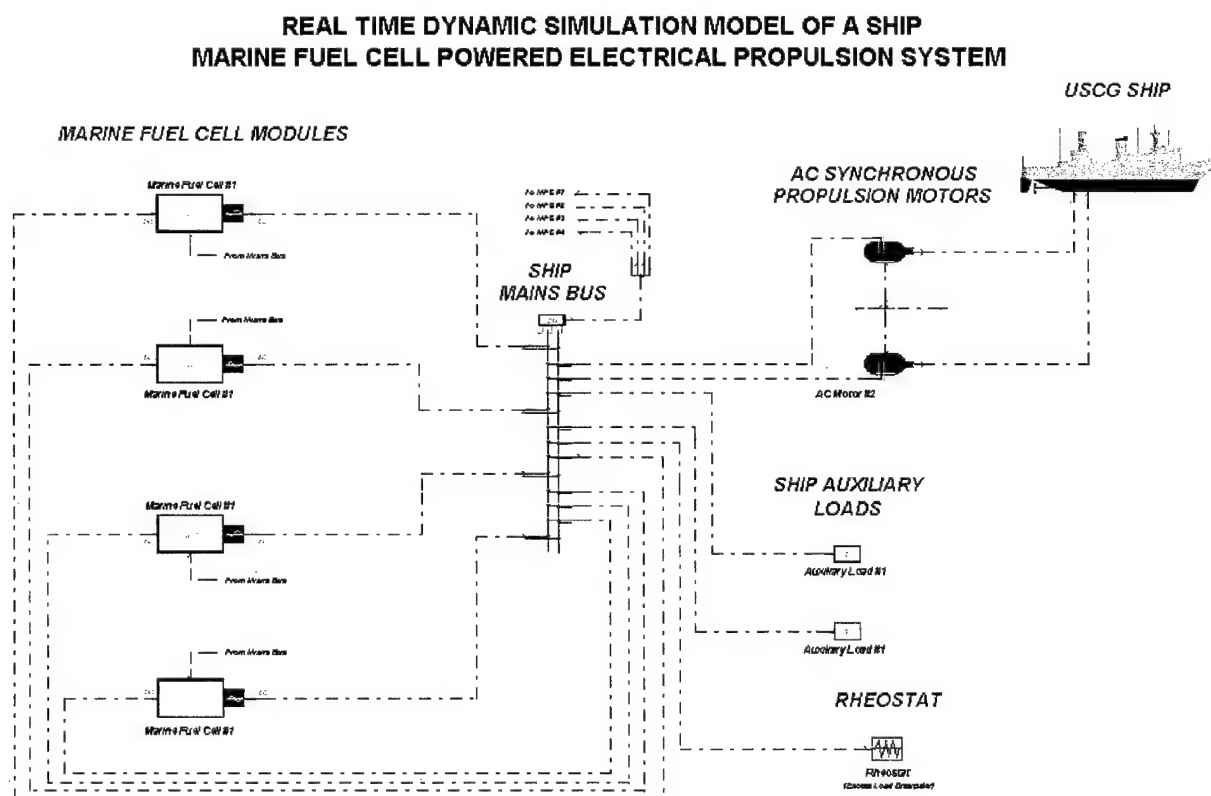 REAL TIME DYNAMIC SIMULATION MODEL OF A SHIP
MARINE FUEL CELL POWERED ELECTRICAL PROPULSION SYSTEM
USCG SHIP
MARINE FUEL CELL MODULES
AC SYNCHRONOUS
PROPULSION MOTORS
Marine Fuel Cell #1
From Mains Bus
SHIP
MAINS BUS
From Mains Bus
Marine Fuel Cell #1
AC Motor #2
SHIP AUXILIARY
LOADS
Marine Fuel Cell #1
From Mains Bus
Auxiliary Load #1
Auxiliary Load #1
From Mains Bus
Marine Fuel Cell #1
RHEOSTAT
Rheostat